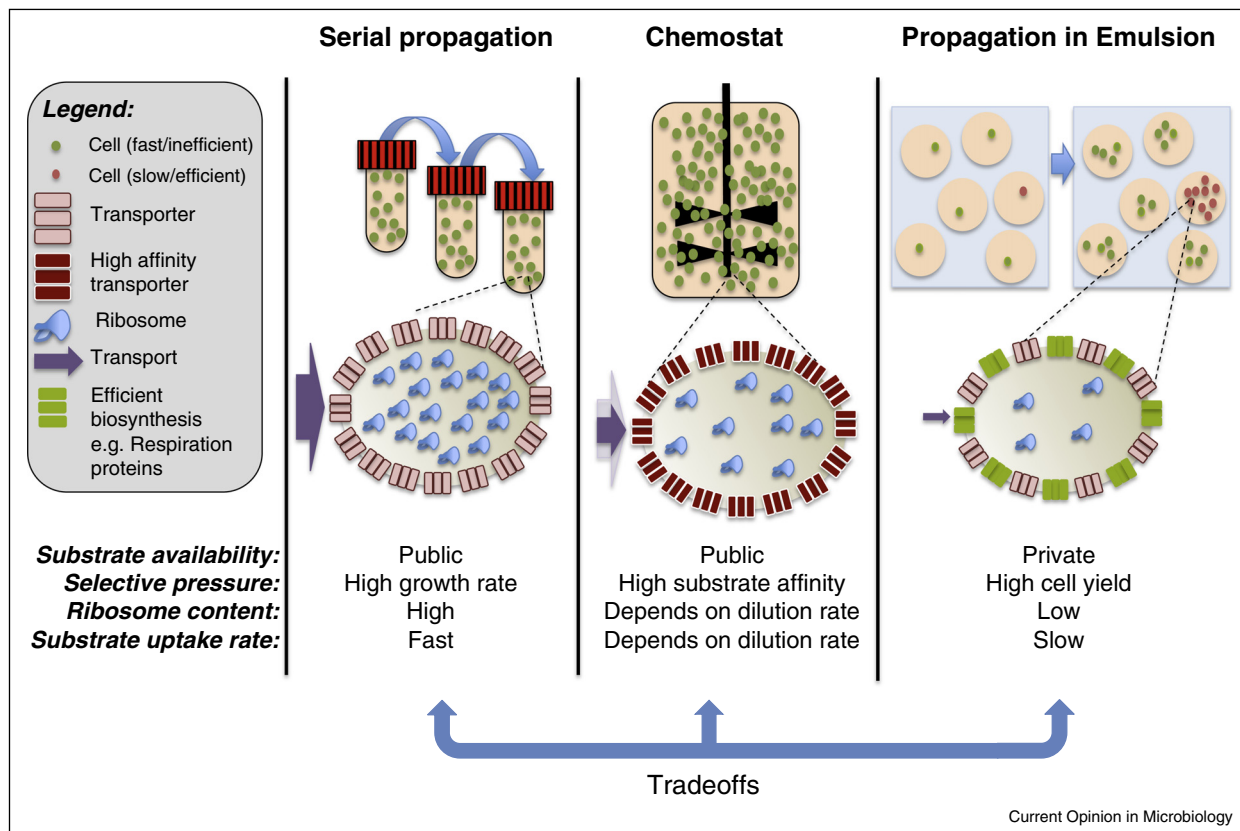 Serial propagation
Chemostat
Propagation in Emulsion
Legend:
Cell (fast/inefficient)
Cell (slow/efficient)
Transporter
High affinity
transporter
Ribosome
Transport
Efficient
biosynthesis
e.g. Respiration
proteins
Substrate availability: Public Public Private
Selective pressure: High growth rate High substrate affinity High cell yield
Ribosome content: High Depends on dilution rate Low
Substrate uptake rate: Fast Depends on dilution rate Slow
Tradeoffs
Current Opinion in Microbiology